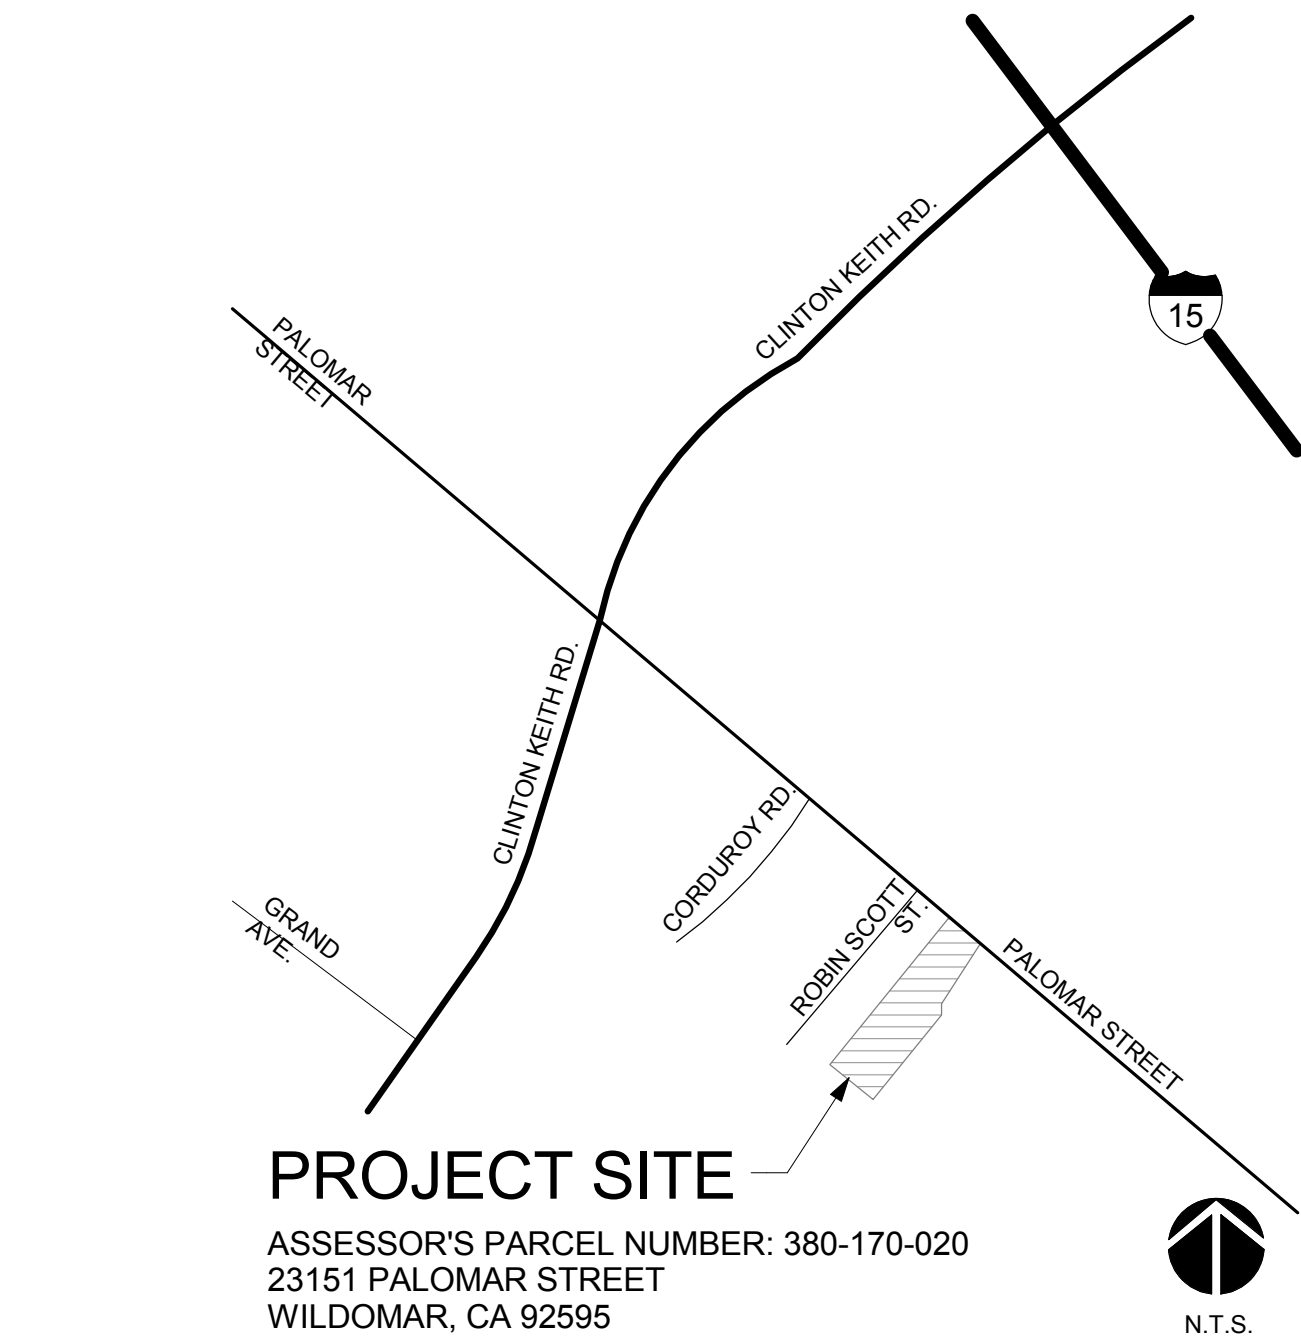 CLINTON KEITH RD.
15
PALOMAR
STREET
CLINTON KEITH RD.
CORDUROY RD.
ROBIN SCOTT
ST.
GRAND
AVE.
PALOMAR STREET
PROJECT SITE
ASSESSOR'S PARCEL NUMBER: 380-170-020
23151 PALOMAR STREET
WILDOMAR, CA 92595
N.T.S.